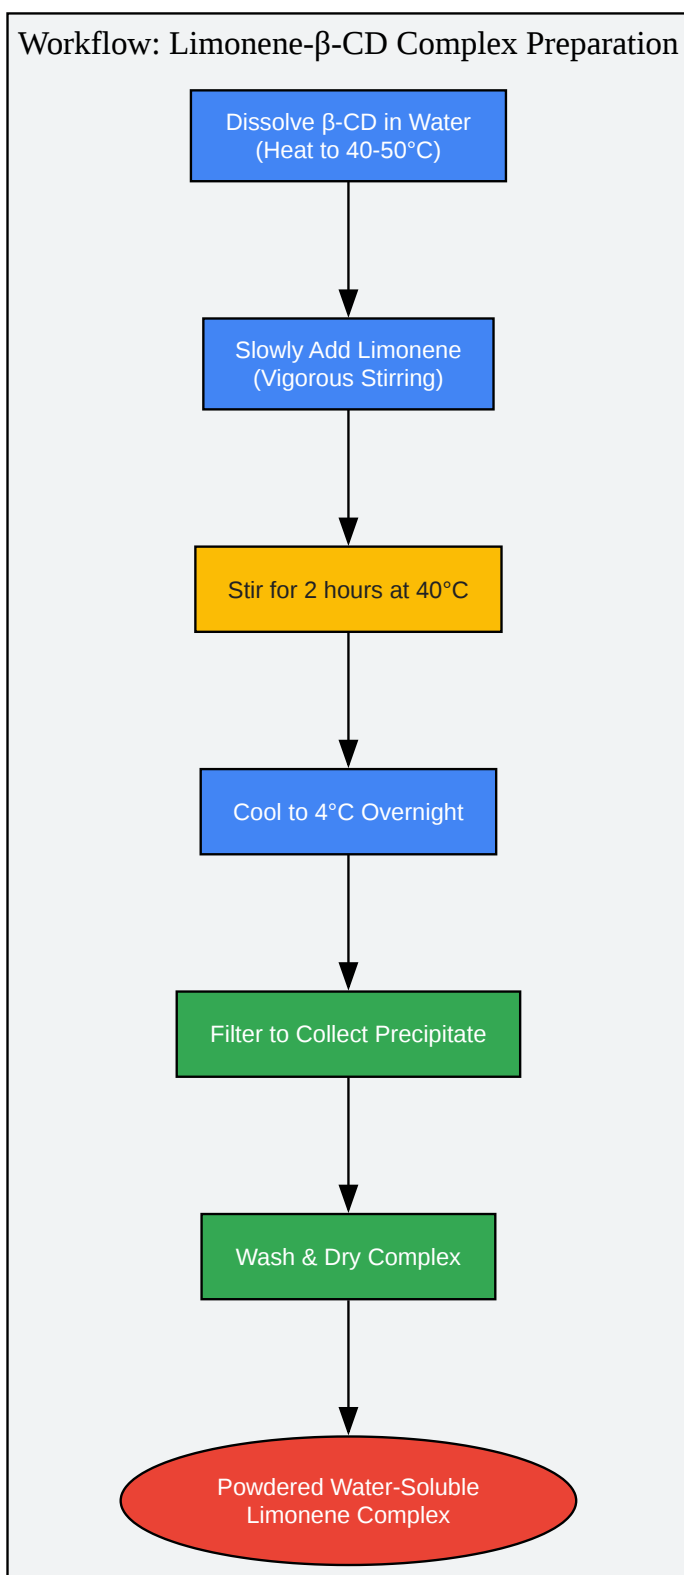 Workflow: Limonene-β-CD Complex Preparation
Dissolve β-CD in Water
(Heat to 40-50°C)
Slowly Add Limonene
(Vigorous Stirring)
Stir for 2 hours at 40°C
Cool to 4°C Overnight
Filter to Collect Precipitate
Wash & Dry Complex
Powdered Water-Soluble
Limonene Complex